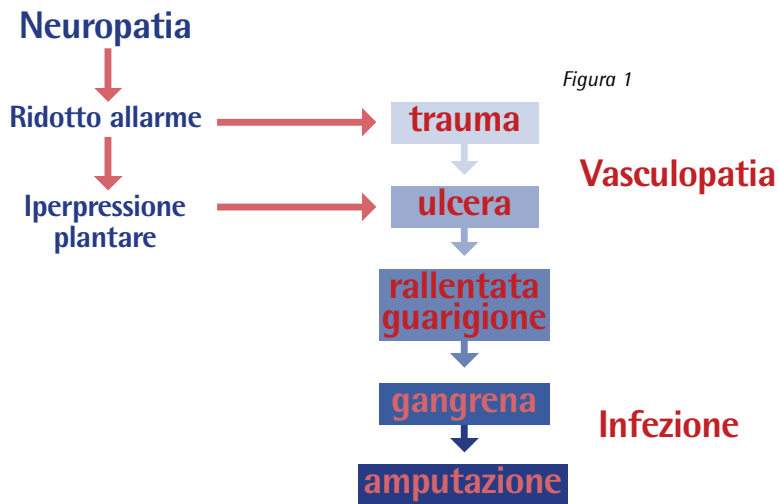 Neuropatia
Figura 1
Ridotto allarme
trauma
Vasculopatia
Iperpressione
plantare
ulcera
rallentata
guarigione
gangrena
Infezione
amputazione